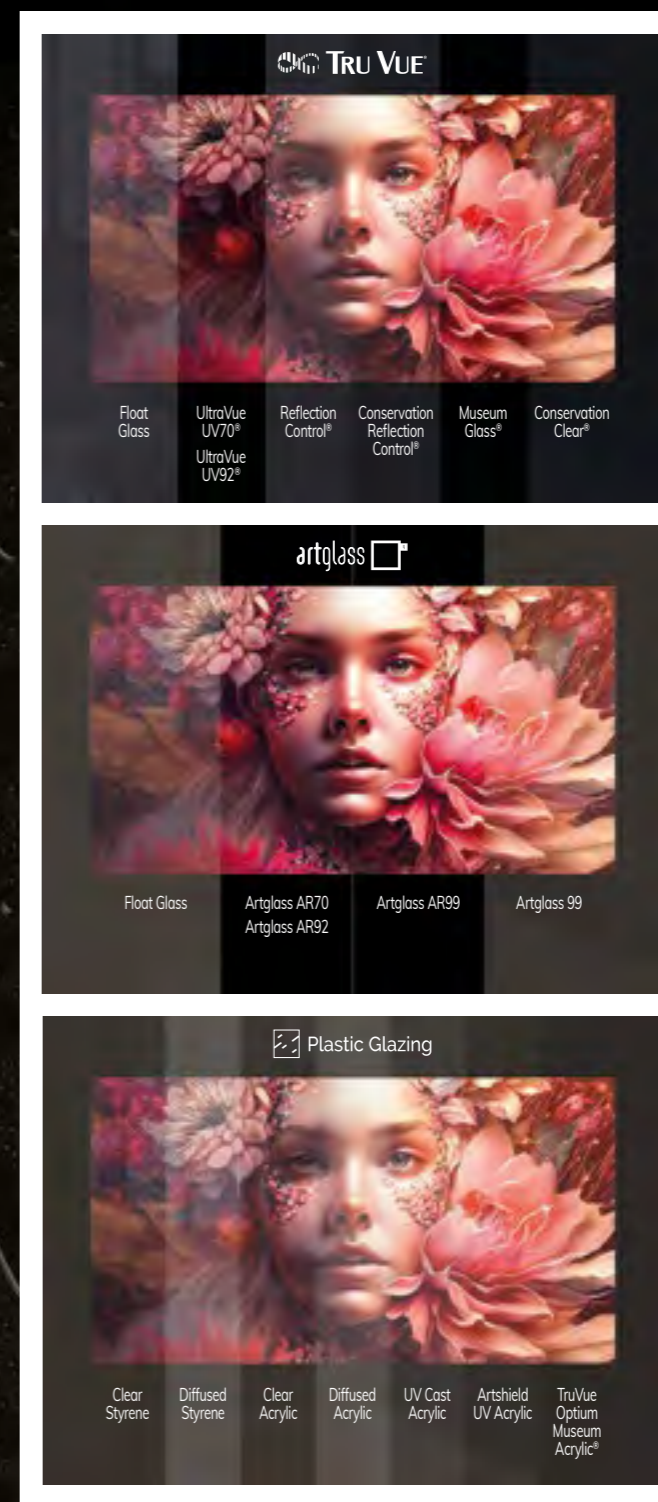 TRU VUE®
Float
Glass
UltraVue
UV70®
UltraVue
UV92®
Reflection
Control®
Conservation
Reflection
Control®
Museum
Glass®
Conservation
Clear®
artglass
Float Glass
Artglass AR70
Artglass AR92
Artglass AR99
Artglass 99
Plastic Glazing
Clear
Styrene
Diffused
Styrene
Clear
Acrylic
Diffused
Acrylic
UV Cast
Acrylic
Artshield
UV Acrylic
TruVue
Optium
Museum
Acrylic®